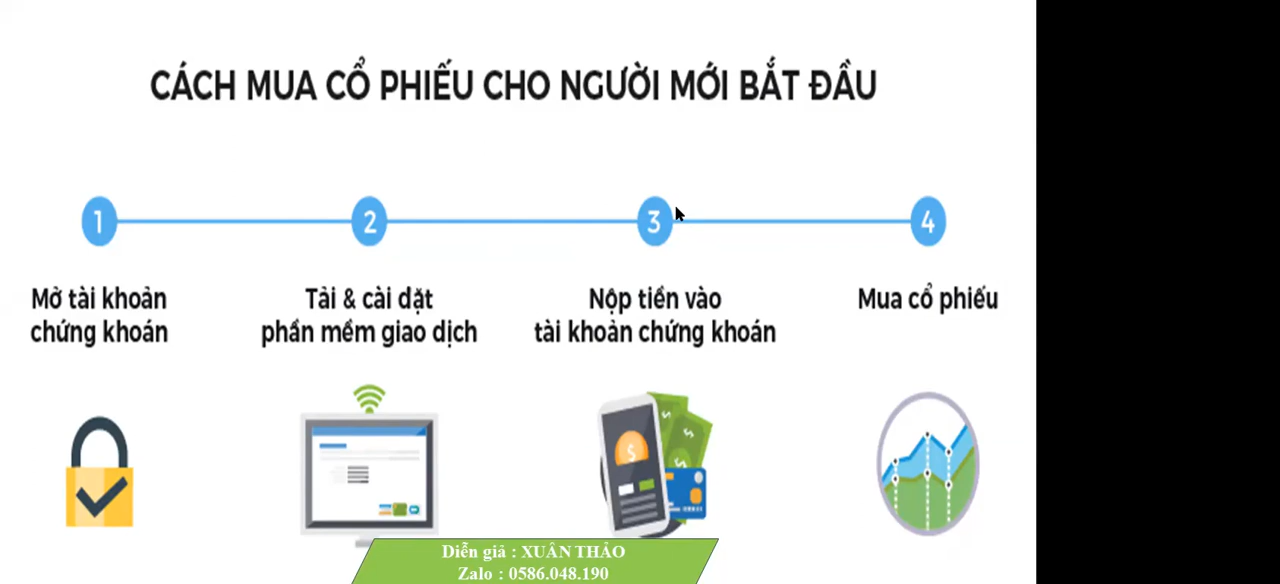 CÁCH MUA CỔ PHIẾU CHO NGƯỜI MỚI BẮT ĐẦU
1
2
3
4
Mở tài khoản
chứng khoán
Tải & cài đặt
phần mềm giao dịch
Nộp tiền vào
tài khoản chứng khoán
Mua cổ phiếu
Diễn giả : XUÂN THẢO
Zalo : 0586.048.190